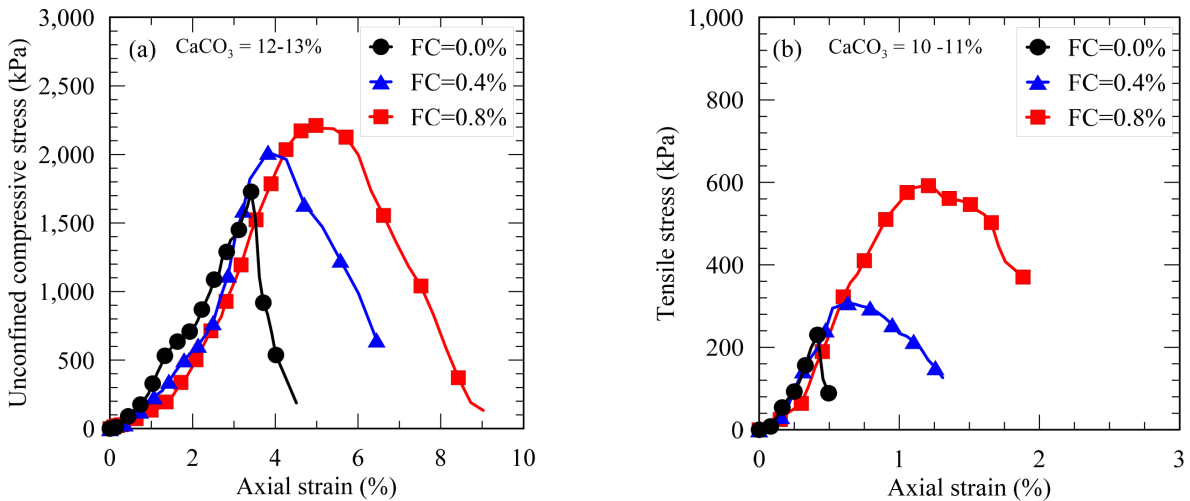 3,000
2,500
2,000
1,500
1,000
500
0
Unconfined compressive stress (kPa)
(a) CaCO3 = 12-13%
FC=0.0%
FC=0.4%
FC=0.8%
0 2 4 6 8 10
Axial strain (%)
1,000
800
600
400
200
0
Tensile stress (kPa)
(b) CaCO3 = 10 -11%
FC=0.0%
FC=0.4%
FC=0.8%
0 1 2 3
Axial strain (%)